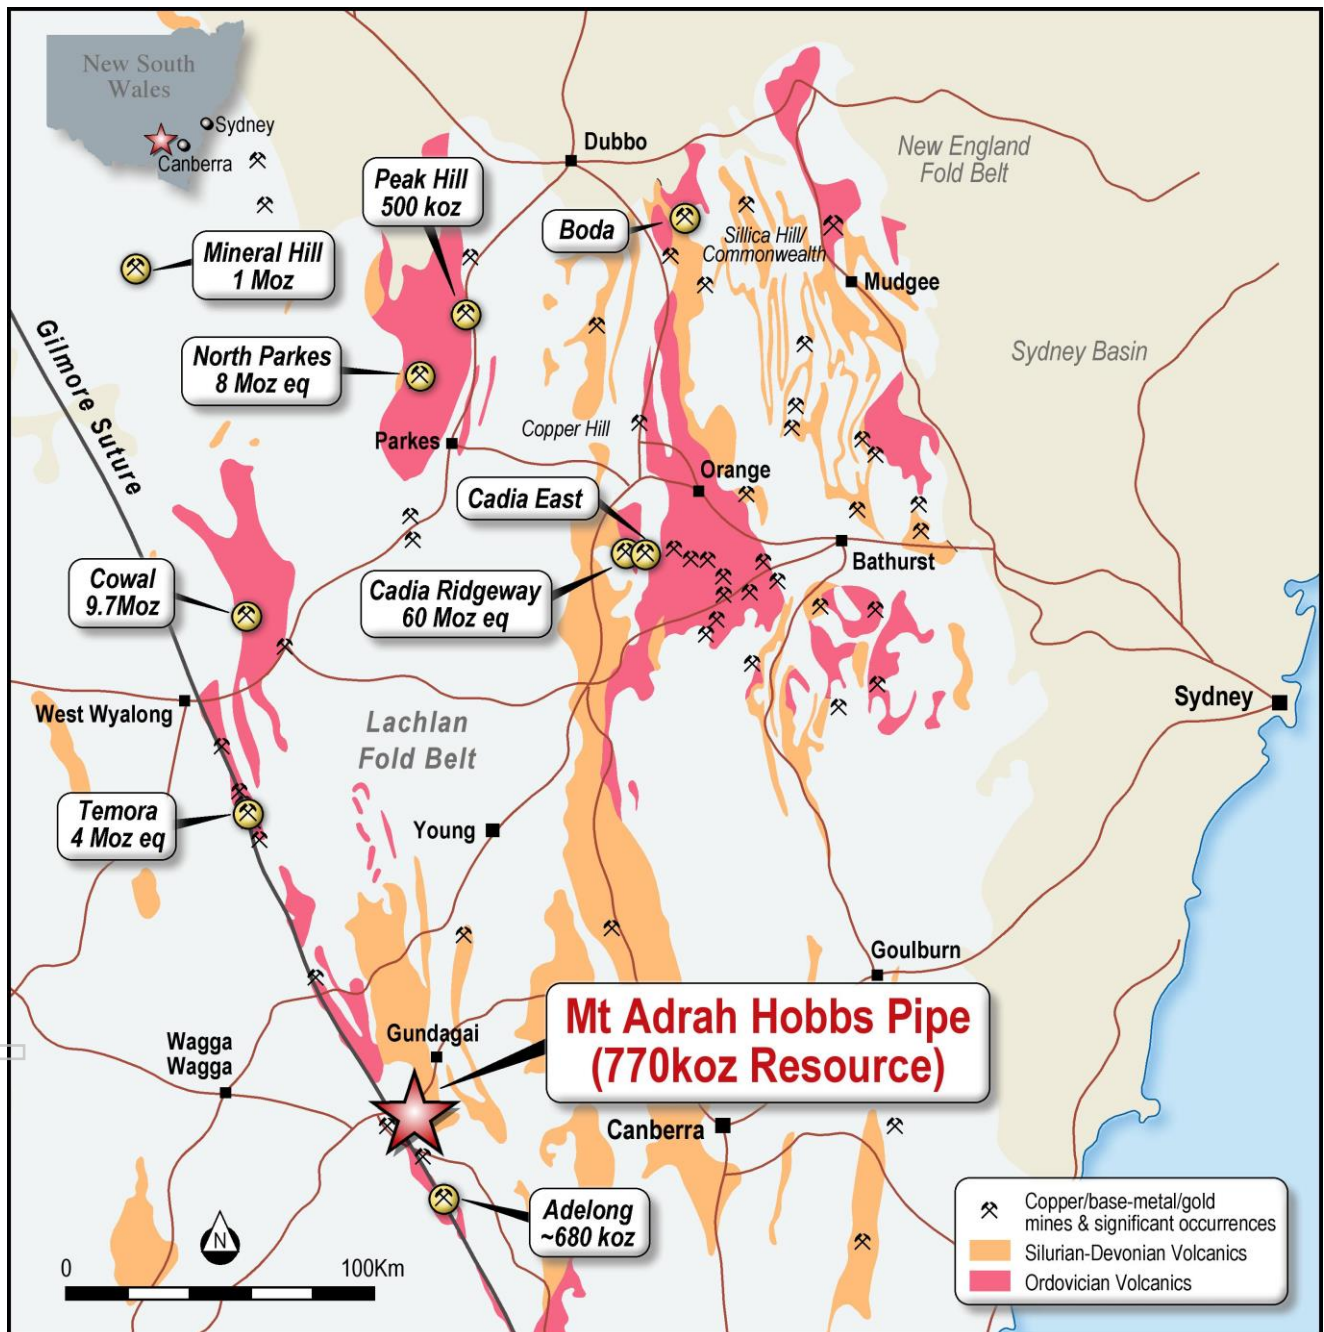 New South
Wales
Sydney
Canberra
Dubbo
New England
Fold Belt
Peak Hill
500 koz
Boda
Sillica Hill/
Commonwealth
Mineral Hill
1 Moz
Mudgee
Gilmore Suture
North Parkes
8 Moz eq
Sydney Basin
Parkes
Copper Hill
Orange
Cadia East
Bathurst
Cowal
9.7Moz
Cadia Ridgeway
60 Moz eq
West Wyalong
Sydney
Lachlan
Fold Belt
Temora
4 Moz eq
Young
Goulburn
Mt Adrah Hobbs Pipe
(770koz Resource)
Gundagai
Wagga
Wagga
Canberra
Adelong
~680 koz
N
0 100Km
Copper/base-metal/gold
mines & significant occurrences
Silurian-Devonian Volcanics
Ordovician Volcanics